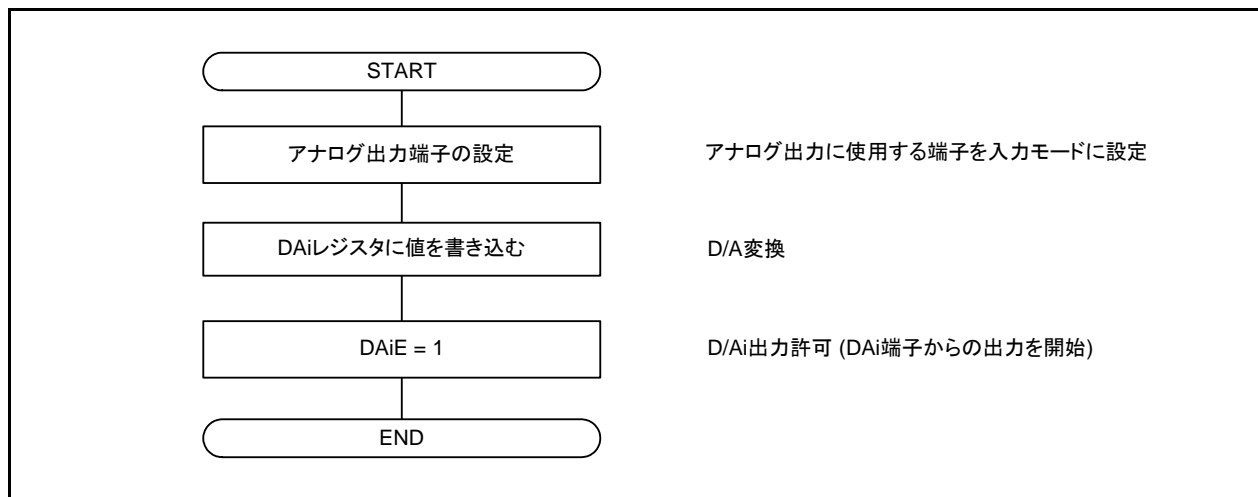 START
アナログ出力端子の設定
アナログ出力に使用する端子を入力モードに設定
DAiレジスタに値を書き込む
D/A変換
DAiE = 1
D/Ai出力許可 (DAi端子からの出力を開始)
END